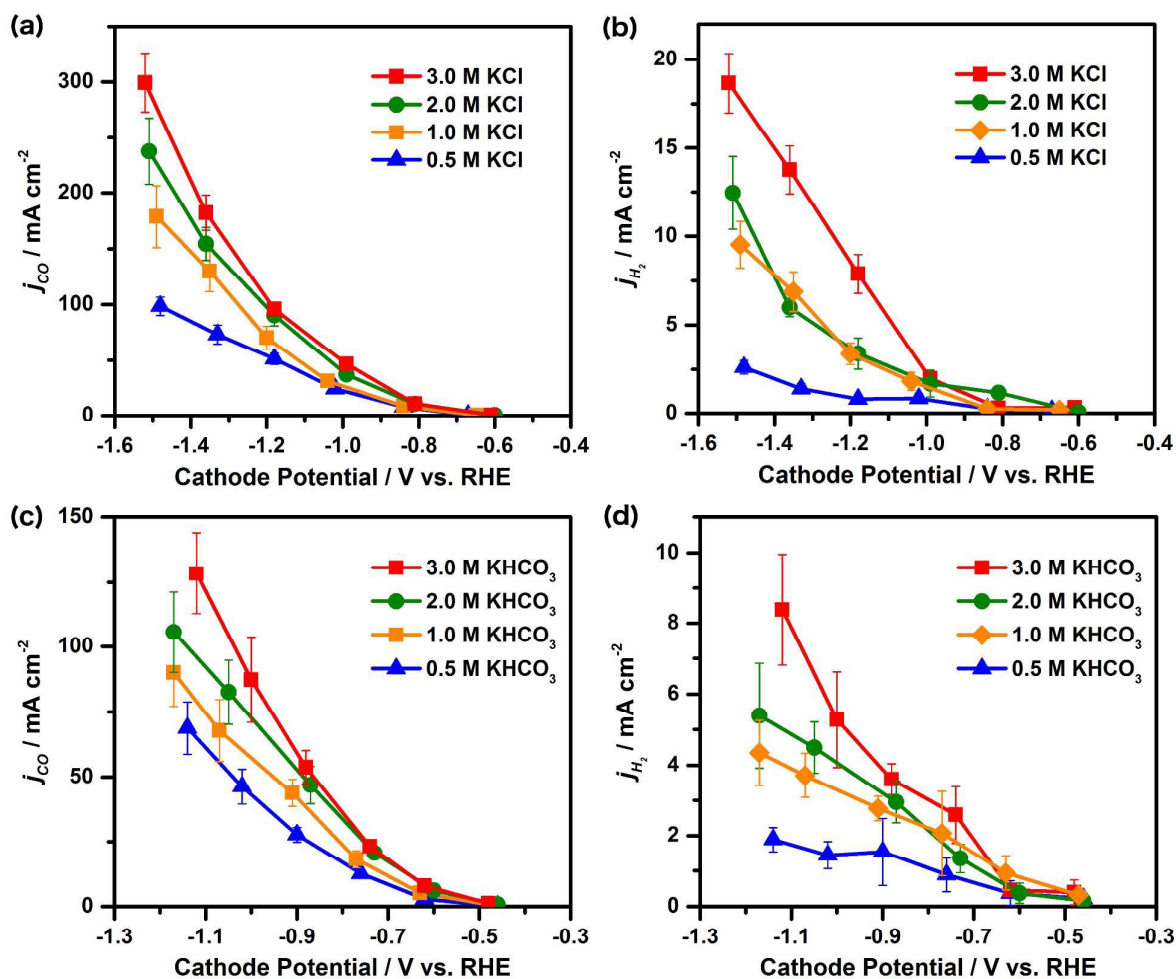 (a)
j_CO / mA cm⁻²
300
200
100
0
3.0 M KCl
2.0 M KCl
1.0 M KCl
0.5 M KCl
-1.6 -1.4 -1.2 -1.0 -0.8 -0.6 -0.4
Cathode Potential / V vs. RHE
(b)
j_H₂ / mA cm⁻²
20
15
10
5
0
3.0 M KCl
2.0 M KCl
1.0 M KCl
0.5 M KCl
-1.6 -1.4 -1.2 -1.0 -0.8 -0.6 -0.4
Cathode Potential / V vs. RHE
(c)
j_CO / mA cm⁻²
150
100
50
0
3.0 M KHCO₃
2.0 M KHCO₃
1.0 M KHCO₃
0.5 M KHCO₃
-1.3 -1.1 -0.9 -0.7 -0.5 -0.3
Cathode Potential / V vs. RHE
(d)
j_H₂ / mA cm⁻²
10
8
6
4
2
0
3.0 M KHCO₃
2.0 M KHCO₃
1.0 M KHCO₃
0.5 M KHCO₃
-1.3 -1.1 -0.9 -0.7 -0.5 -0.3
Cathode Potential / V vs. RHE